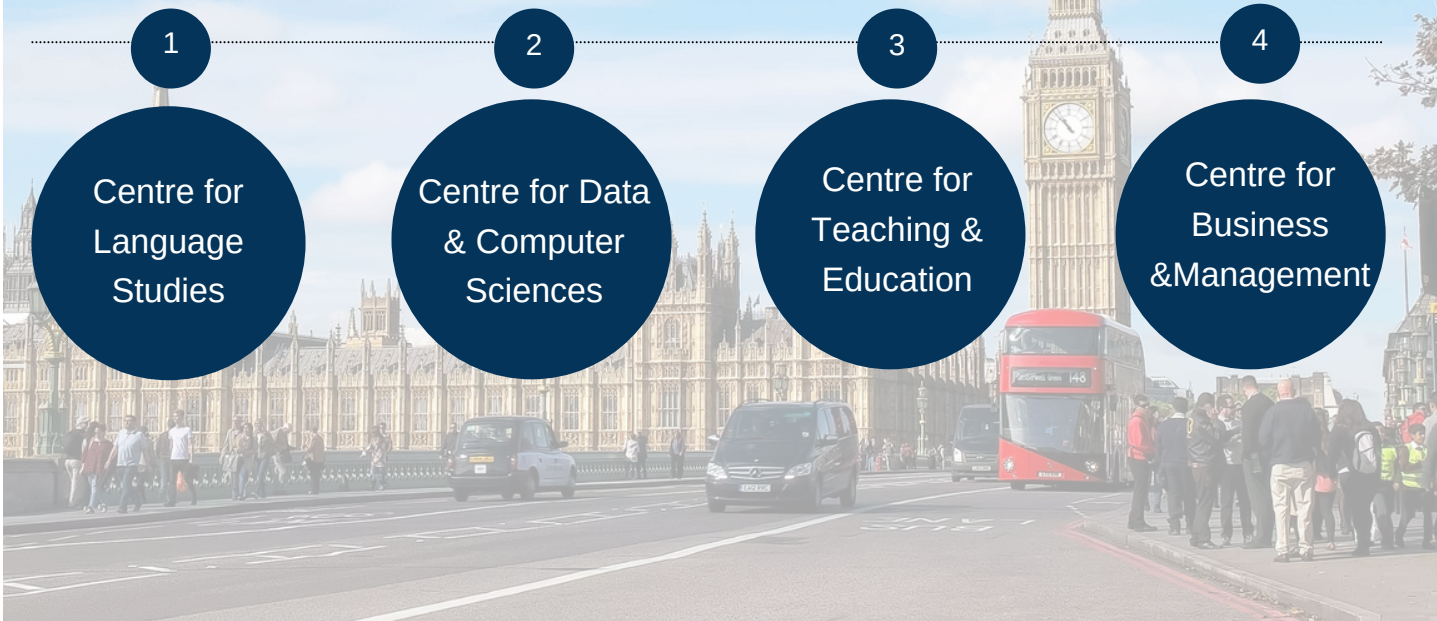 1
2
3
4
Centre for
Language
Studies
Centre for Data
& Computer
Sciences
Centre for
Teaching &
Education
Centre for
Business
&Management
148